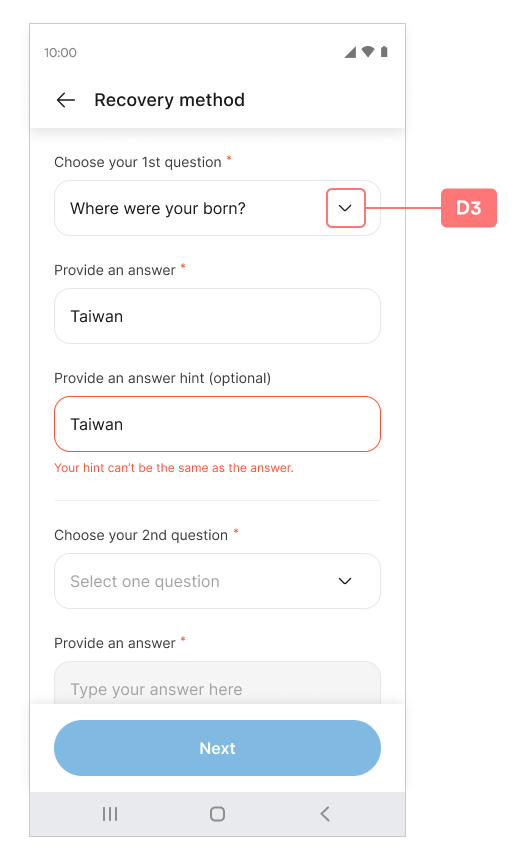 10:00
Recovery method
Choose your 1st question *
Where were your born?
D3
Provide an answer *
Taiwan
Provide an answer hint (optional)
Taiwan
Your hint can't be the same as the answer.
Choose your 2nd question *
Select one question
Provide an answer *
Type your answer here
Next